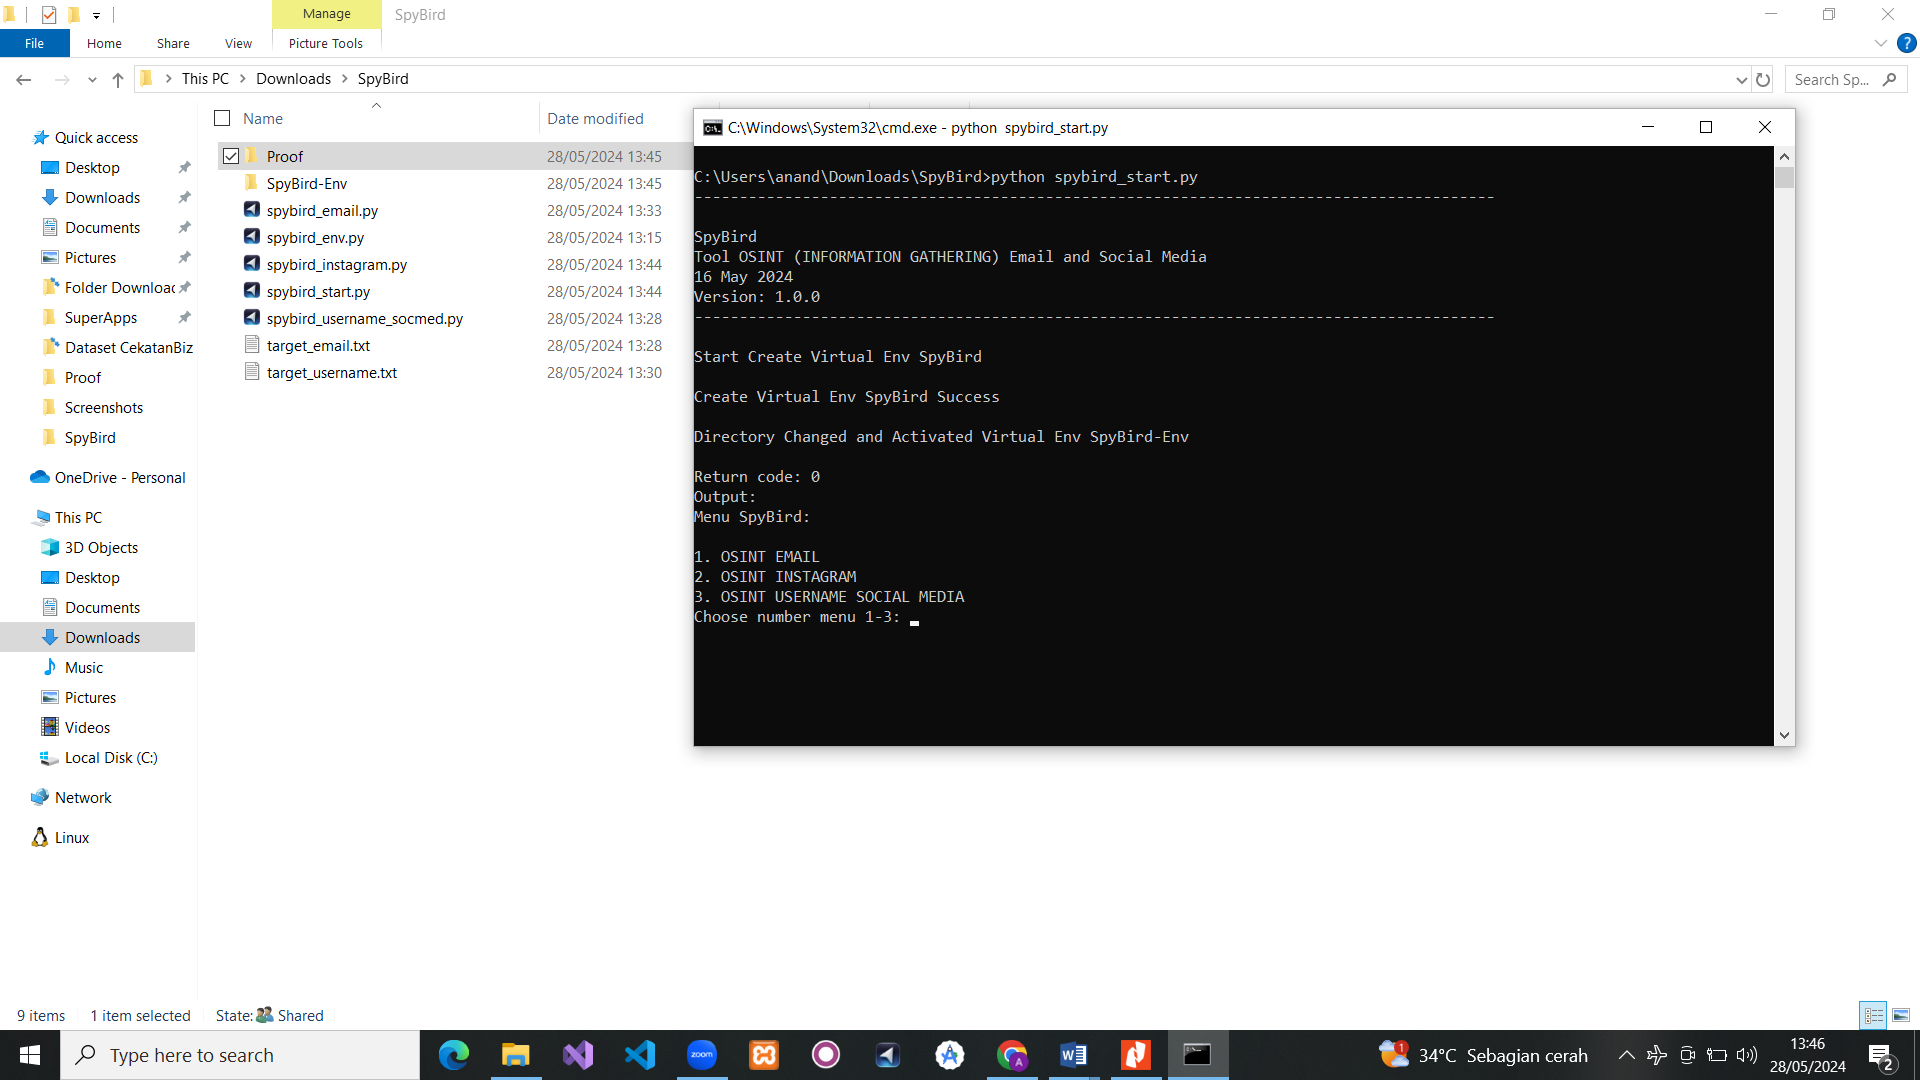 Manage
SpyBird
File
Home
Share
View
Picture Tools
This PC
Downloads
SpyBird
Search Sp...
Name
Date modified
Quick access
Desktop
Downloads
Documents
Pictures
Folder Downloac
SuperApps
Dataset CekatanBiz
Proof
Screenshots
SpyBird
OneDrive - Personal
This PC
3D Objects
Desktop
Documents
Downloads
Music
Pictures
Videos
Local Disk (C:)
Network
Linux
Proof 28/05/2024 13:45
SpyBird-Env 28/05/2024 13:45
spybird_email.py 28/05/2024 13:33
spybird_env.py 28/05/2024 13:15
spybird_instagram.py 28/05/2024 13:44
spybird_start.py 28/05/2024 13:44
spybird_username_socmed.py 28/05/2024 13:28
target_email.txt 28/05/2024 13:28
target_username.txt 28/05/2024 13:30
C:\Windows\System32\cmd.exe - python  spybird_start.py
C:\Users\anand\Downloads\SpyBird>python spybird_start.py
-----------------------------------------------------------------------------------------
SpyBird
Tool OSINT (INFORMATION GATHERING) Email and Social Media
16 May 2024
Version: 1.0.0
-----------------------------------------------------------------------------------------
Start Create Virtual Env SpyBird
Create Virtual Env SpyBird Success
Directory Changed and Activated Virtual Env SpyBird-Env
Return code: 0
Output:
Menu SpyBird:
1. OSINT EMAIL
2. OSINT INSTAGRAM
3. OSINT USERNAME SOCIAL MEDIA
Choose number menu 1-3:
9 items
1 item selected
State: Shared
Type here to search
zoom
34°C Sebagian cerah
13:46
28/05/2024
2